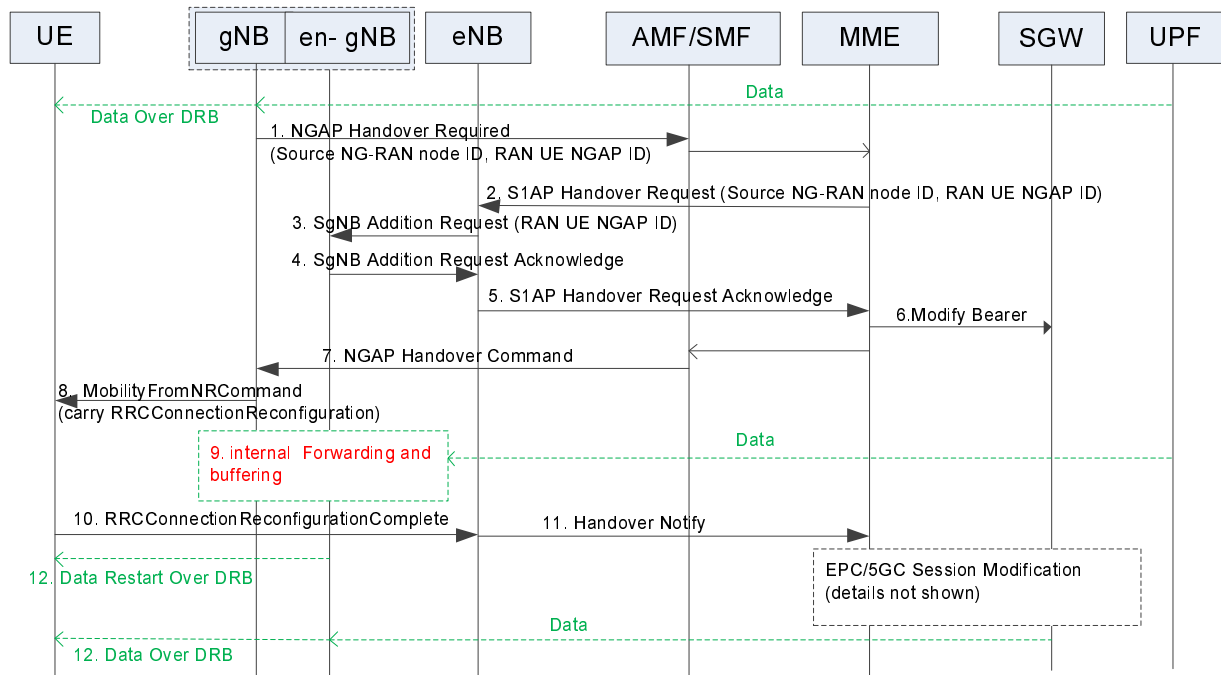 UE
gNB
en- gNB
eNB
AMF/SMF
MME
SGW
UPF
Data
Data Over DRB
1. NGAP Handover Required
(Source NG-RAN node ID, RAN UE NGAP ID)
2. S1AP Handover Request (Source NG-RAN node ID, RAN UE NGAP ID)
3. SgNB Addition Request (RAN UE NGAP ID)
4. SgNB Addition Request Acknowledge
5. S1AP Handover Request Acknowledge
6.Modify Bearer
7. NGAP Handover Command
8. MobilityFromNRCommand
(carry RRCConnectionReconfiguration)
Data
9. internal Forwarding and
buffering
10. RRCConnectionReconfigurationComplete
11. Handover Notify
12. Data Restart Over DRB
EPC/5GC Session Modification
(details not shown)
Data
12. Data Over DRB